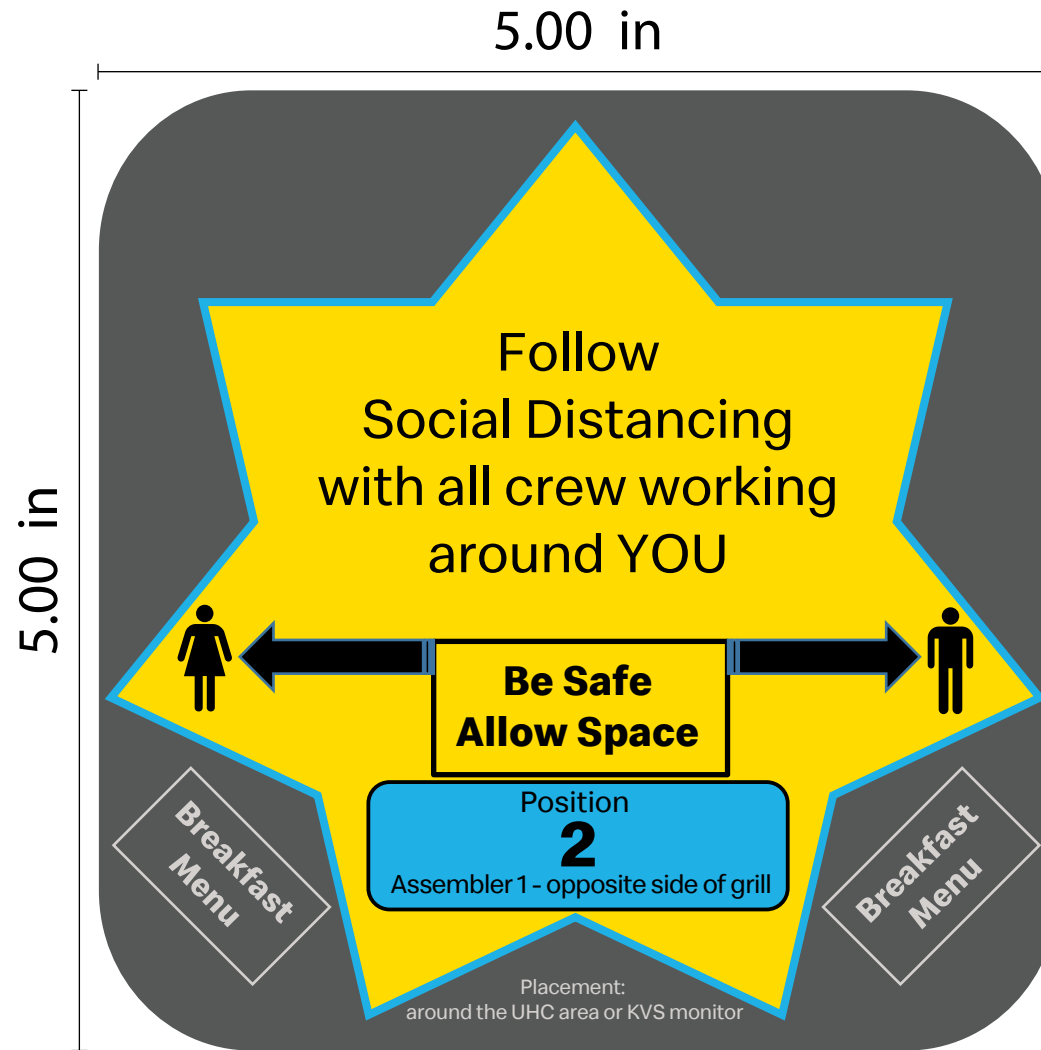 5.00 in
5.00 in
Follow
Social Distancing
with all crew working
around YOU
Be Safe
Allow Space
Position
2
Assembler 1 - opposite side of grill
Breakfast
Menu
Breakfast
Menu
Placement:
around the UHC area or KVS monitor